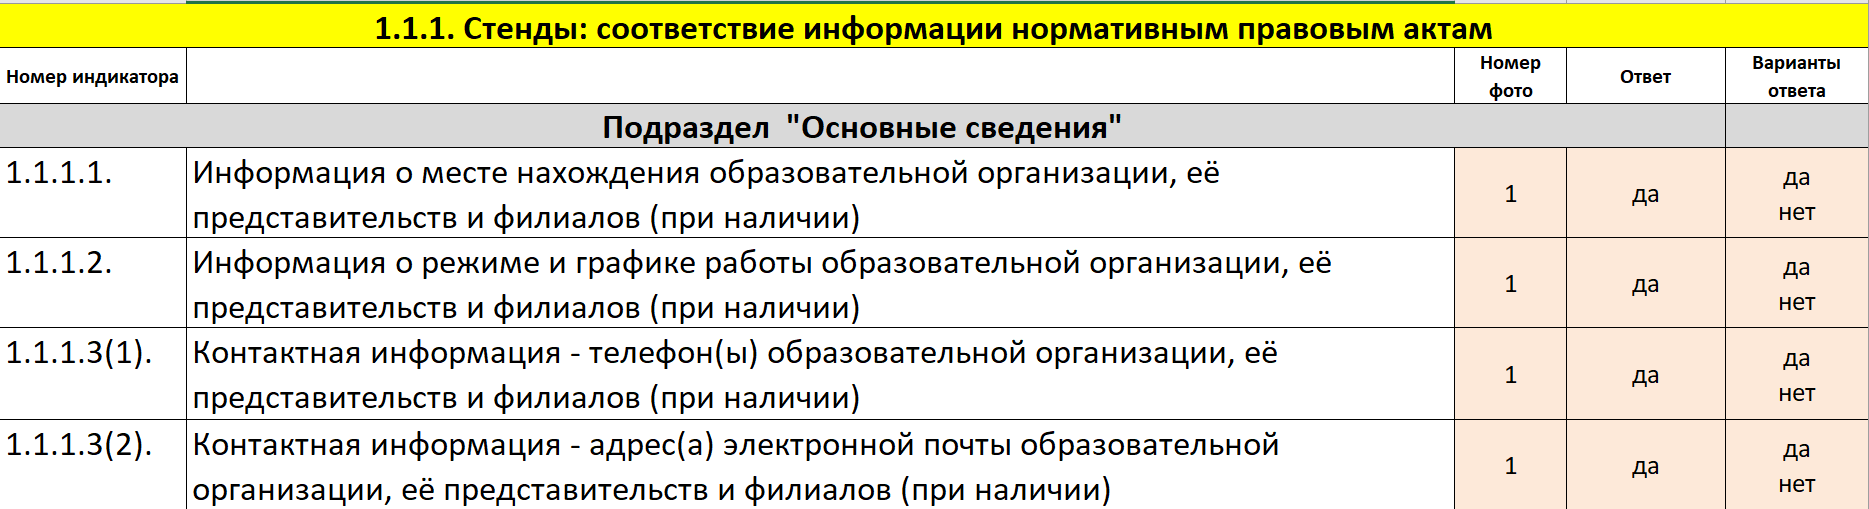 1.1.1. Стенды: соответствие информации нормативным правовым актам
Номер индикатора
Номер
фото
Ответ
Варианты
ответа
Подраздел "Основные сведения"
1.1.1.1.
Информация о месте нахождения образовательной организации, её
представительств и филиалов (при наличии)
1
да
да
нет
1.1.1.2.
Информация о режиме и графике работы образовательной организации, её
представительств и филиалов (при наличии)
1
да
да
нет
1.1.1.3(1).
Контактная информация - телефон(ы) образовательной организации, её
представительств и филиалов (при наличии)
1
да
да
нет
1.1.1.3(2).
Контактная информация - адрес(а) электронной почты образовательной
организации, её представительств и филиалов (при наличии)
1
да
да
нет